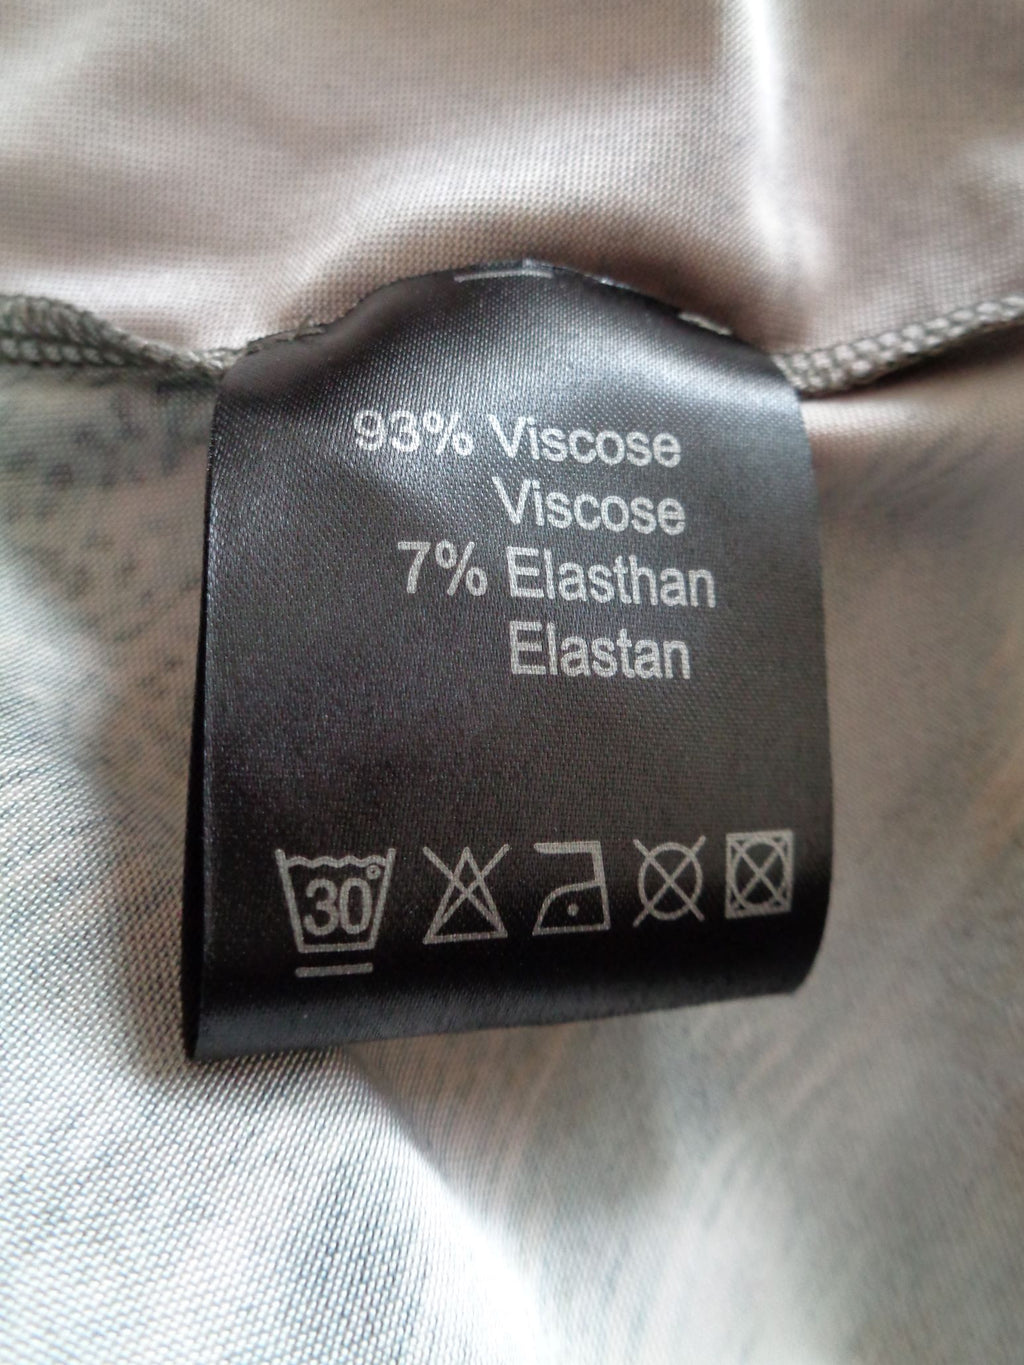 93% Viscose
Viscose
7% Elasthan
Elastan
30°